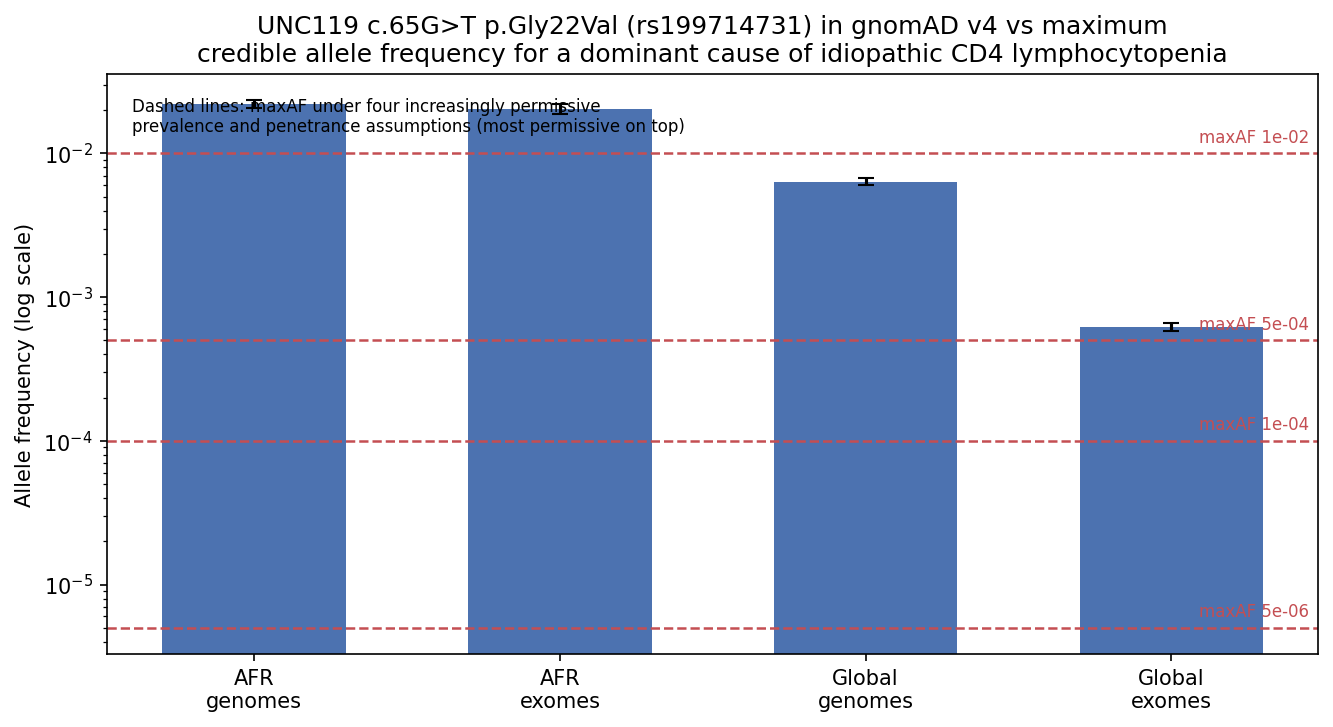 UNC119 c.65G>T p.Gly22Val (rs199714731) in gnomAD v4 vs maximum
credible allele frequency for a dominant cause of idiopathic CD4 lymphocytopenia
Dashed lines: maxAF under four increasingly permissive
prevalence and penetrance assumptions (most permissive on top)
maxAF 1e-02
maxAF 5e-04
maxAF 1e-04
maxAF 5e-06
Allele frequency (log scale)
10⁻²
10⁻³
10⁻⁴
10⁻⁵
AFR
genomes
AFR
exomes
Global
genomes
Global
exomes